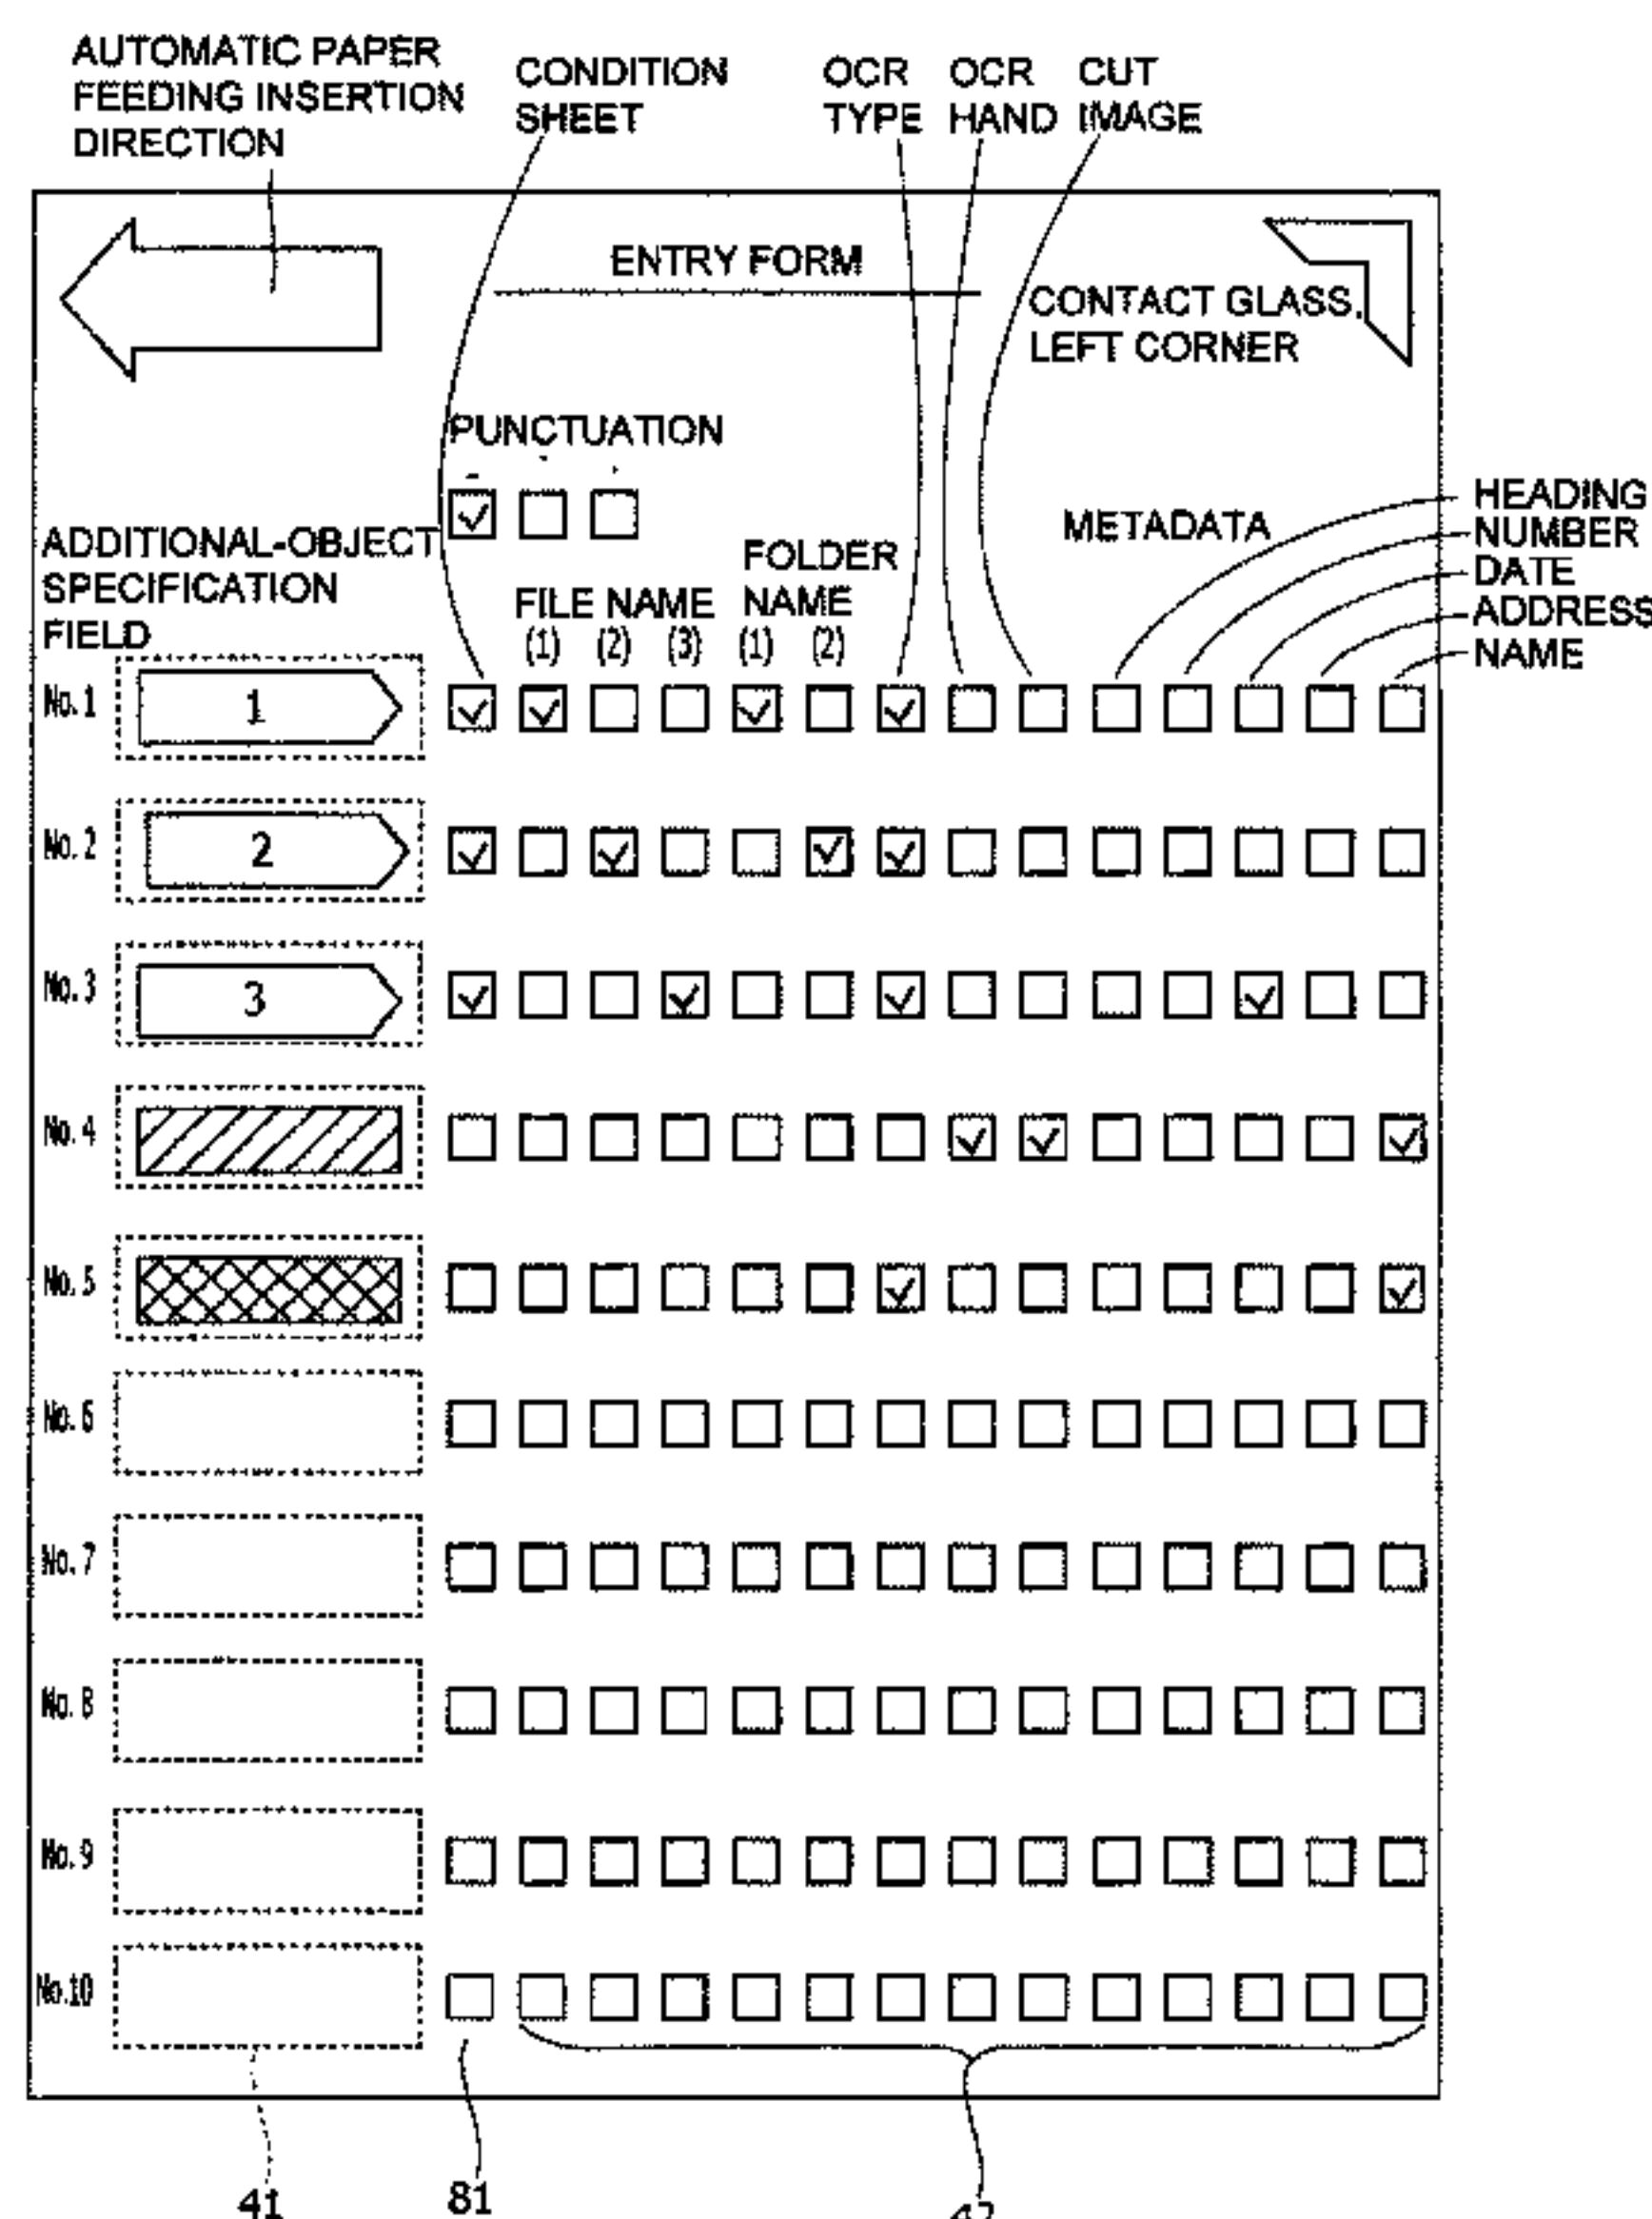 AUTOMATIC PAPER
FEEDING INSERTION
DIRECTION
CONDITION
SHEET
OCR
TYPE
OCR
HAND
CUT
IMAGE
ENTRY FORM
CONTACT GLASS,
LEFT CORNER
PUNCTUATION
METADATA
HEADING
NUMBER
DATE
ADDRESS
NAME
ADDITIONAL-OBJECT
SPECIFICATION
FIELD
FILE NAME
(1) (2) (3)
FOLDER
NAME
(1) (2)
No.1 1
No.2 2
No.3 3
No.4
No.5
No.6
No.7
No.8
No.9
No.10
41
81